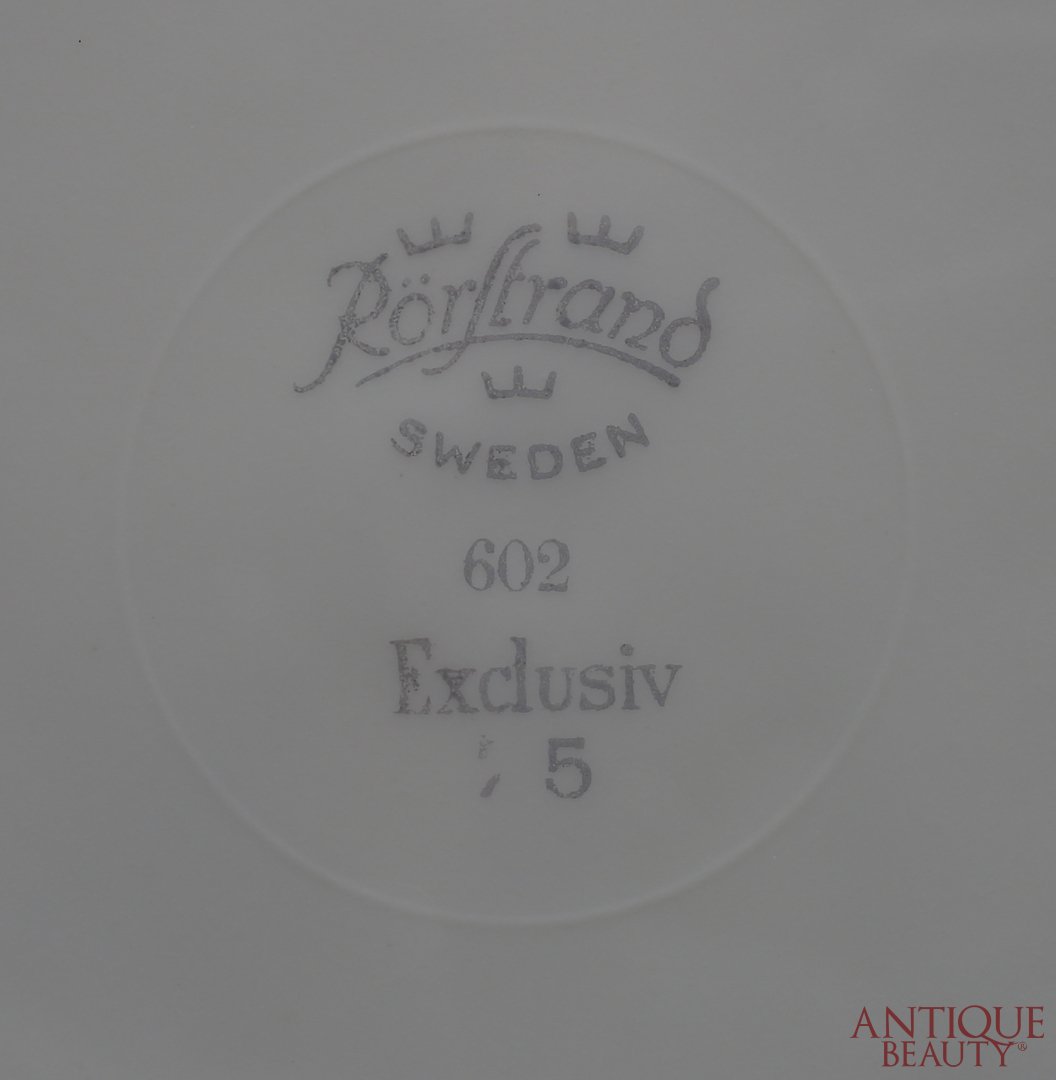 Rörstrand
SWEDEN
602
Exclusiv
5
ANTIQUE
BEAUTY®